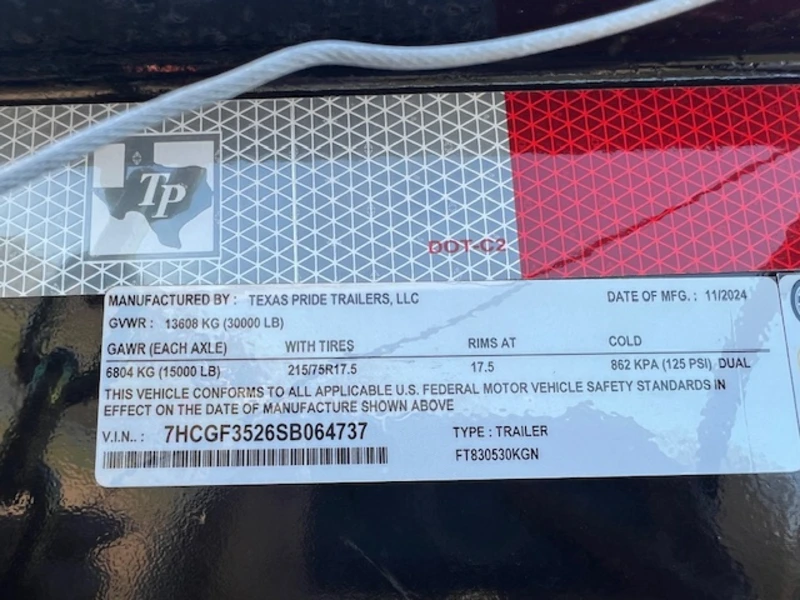 TP
DOT-C2
MANUFACTURED BY : TEXAS PRIDE TRAILERS, LLC DATE OF MFG. : 11/2024
GVWR : 13608 KG (30000 LB)
GAWR (EACH AXLE) WITH TIRES RIMS AT COLD
6804 KG (15000 LB) 215/75R17.5 17.5 862 KPA (125 PSI) DUAL
THIS VEHICLE CONFORMS TO ALL APPLICABLE U.S. FEDERAL MOTOR VEHICLE SAFETY STANDARDS IN
EFFECT ON THE DATE OF MANUFACTURE SHOWN ABOVE
V.I.N.. : 7HCGF3526SB064737 TYPE : TRAILER
FT830530KGN